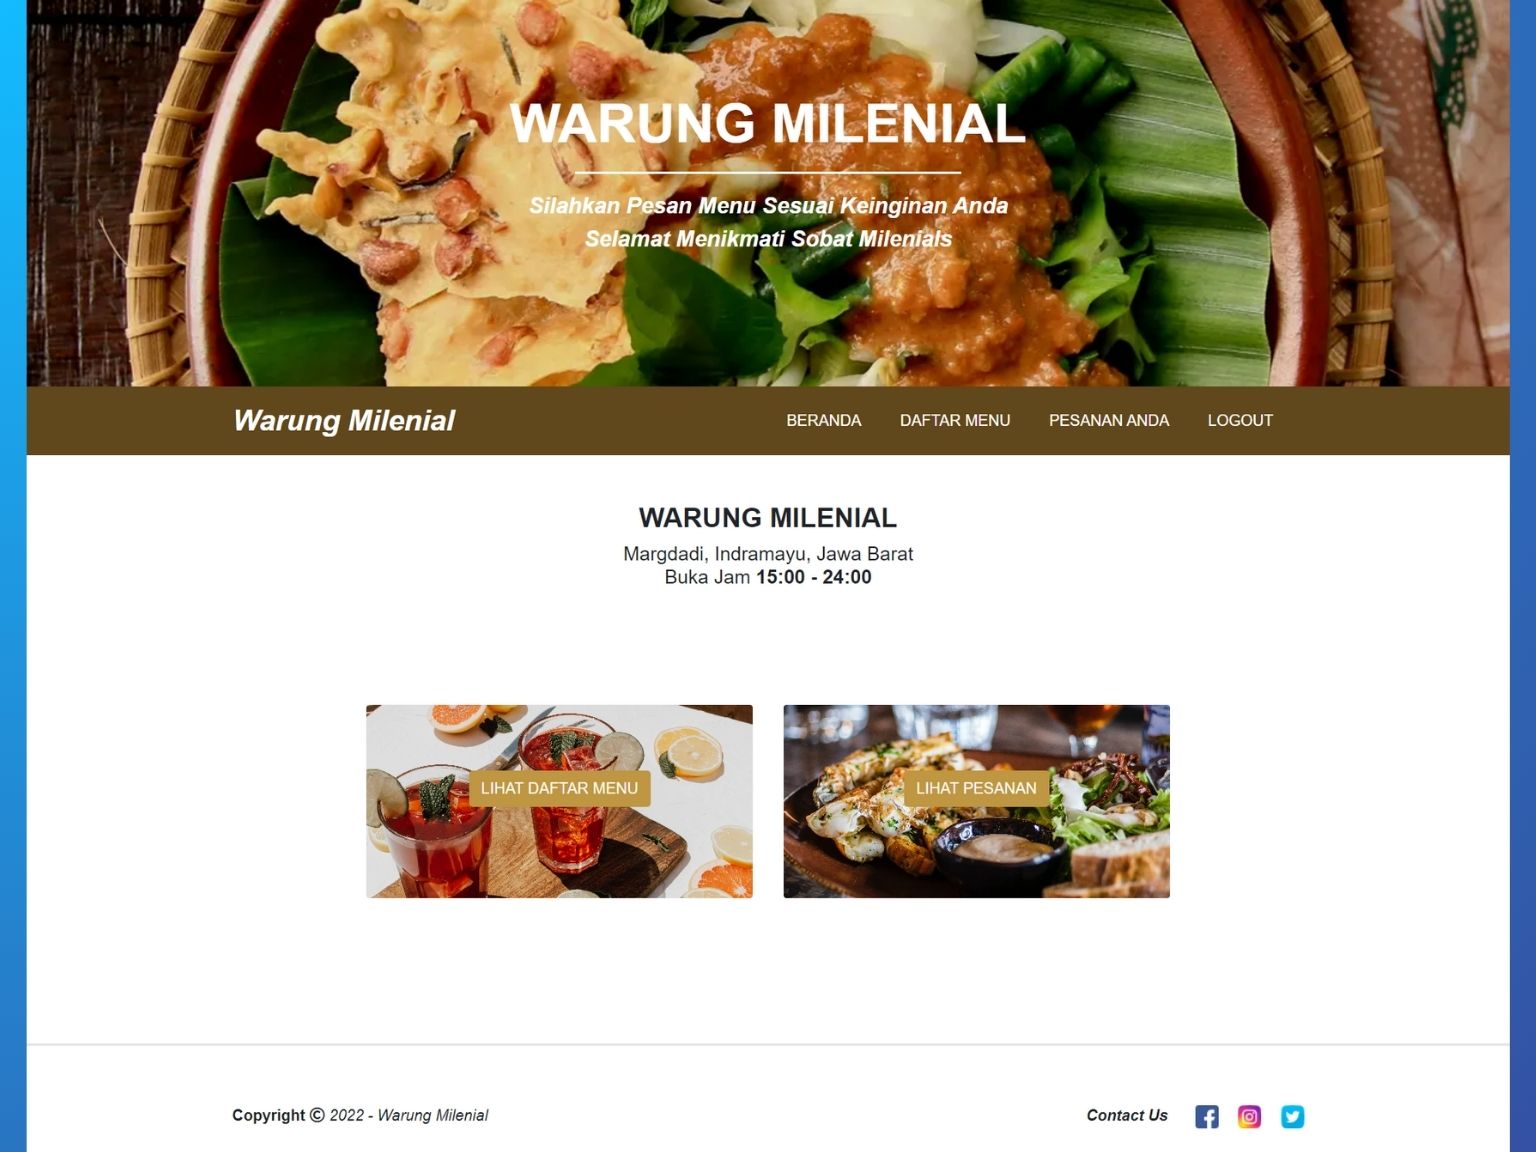 WARUNG MILENIAL
Silahkan Pesan Menu Sesuai Keinginan Anda
Selamat Menikmati Sobat Milenials
Warung Milenial
BERANDA DAFTAR MENU PESANAN ANDA LOGOUT
WARUNG MILENIAL
Margdadi, Indramayu, Jawa Barat
Buka Jam 15:00 - 24:00
LIHAT DAFTAR MENU
LIHAT PESANAN
Copyright © 2022 - Warung Milenial
Contact Us